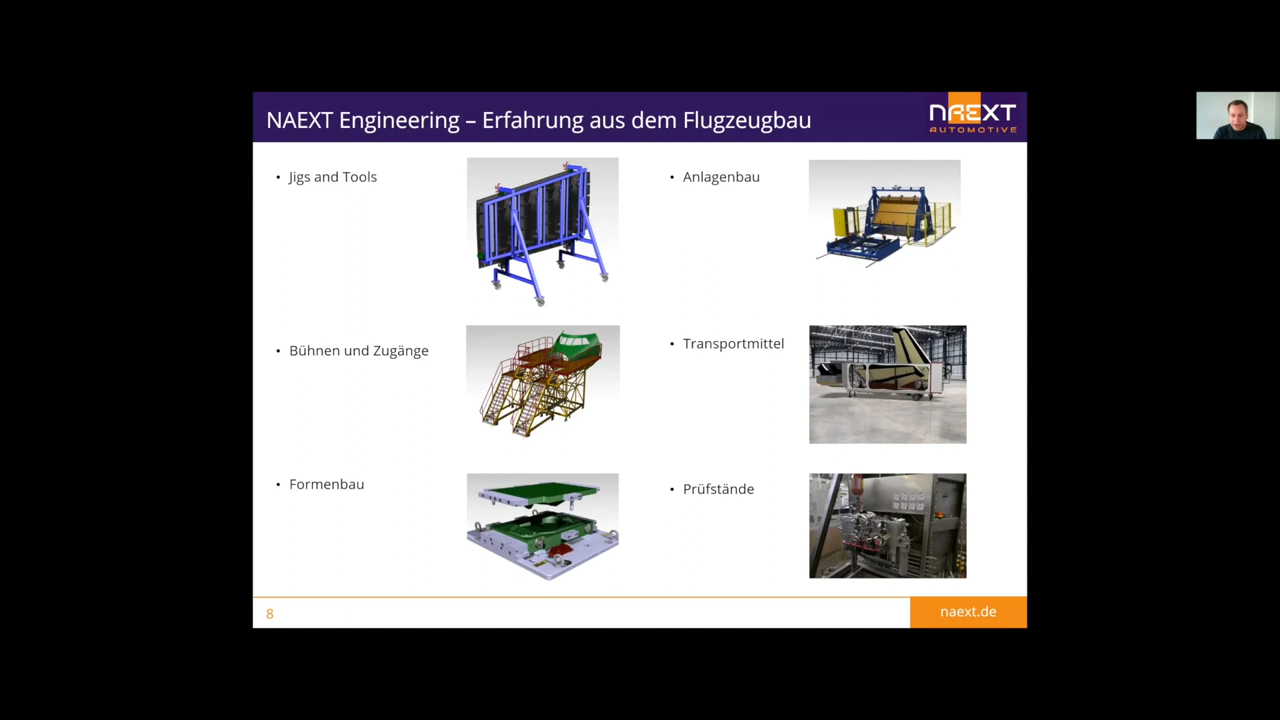 NAEXT Engineering – Erfahrung aus dem Flugzeugbau
NAEXT
AUTOMOTIVE
• Jigs and Tools
• Anlagenbau
• Bühnen und Zugänge
• Transportmittel
• Formenbau
• Prüfstände
8
naext.de